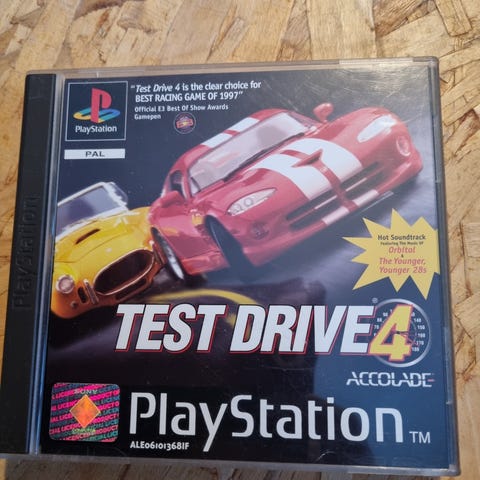 "Test Drive 4 is the clear choice for
BEST RACING GAME OF 1997"
Official E3 Best Of Show Awards
Gamepen
PlayStation
PAL
PlayStation
Hot Soundtrack
Featuring The Music Of
Orbital
&
The Younger,
Younger 28s
TEST DRIVE 4
ACCOLADE
SONY
PlayStation TM
ALE06101368IF